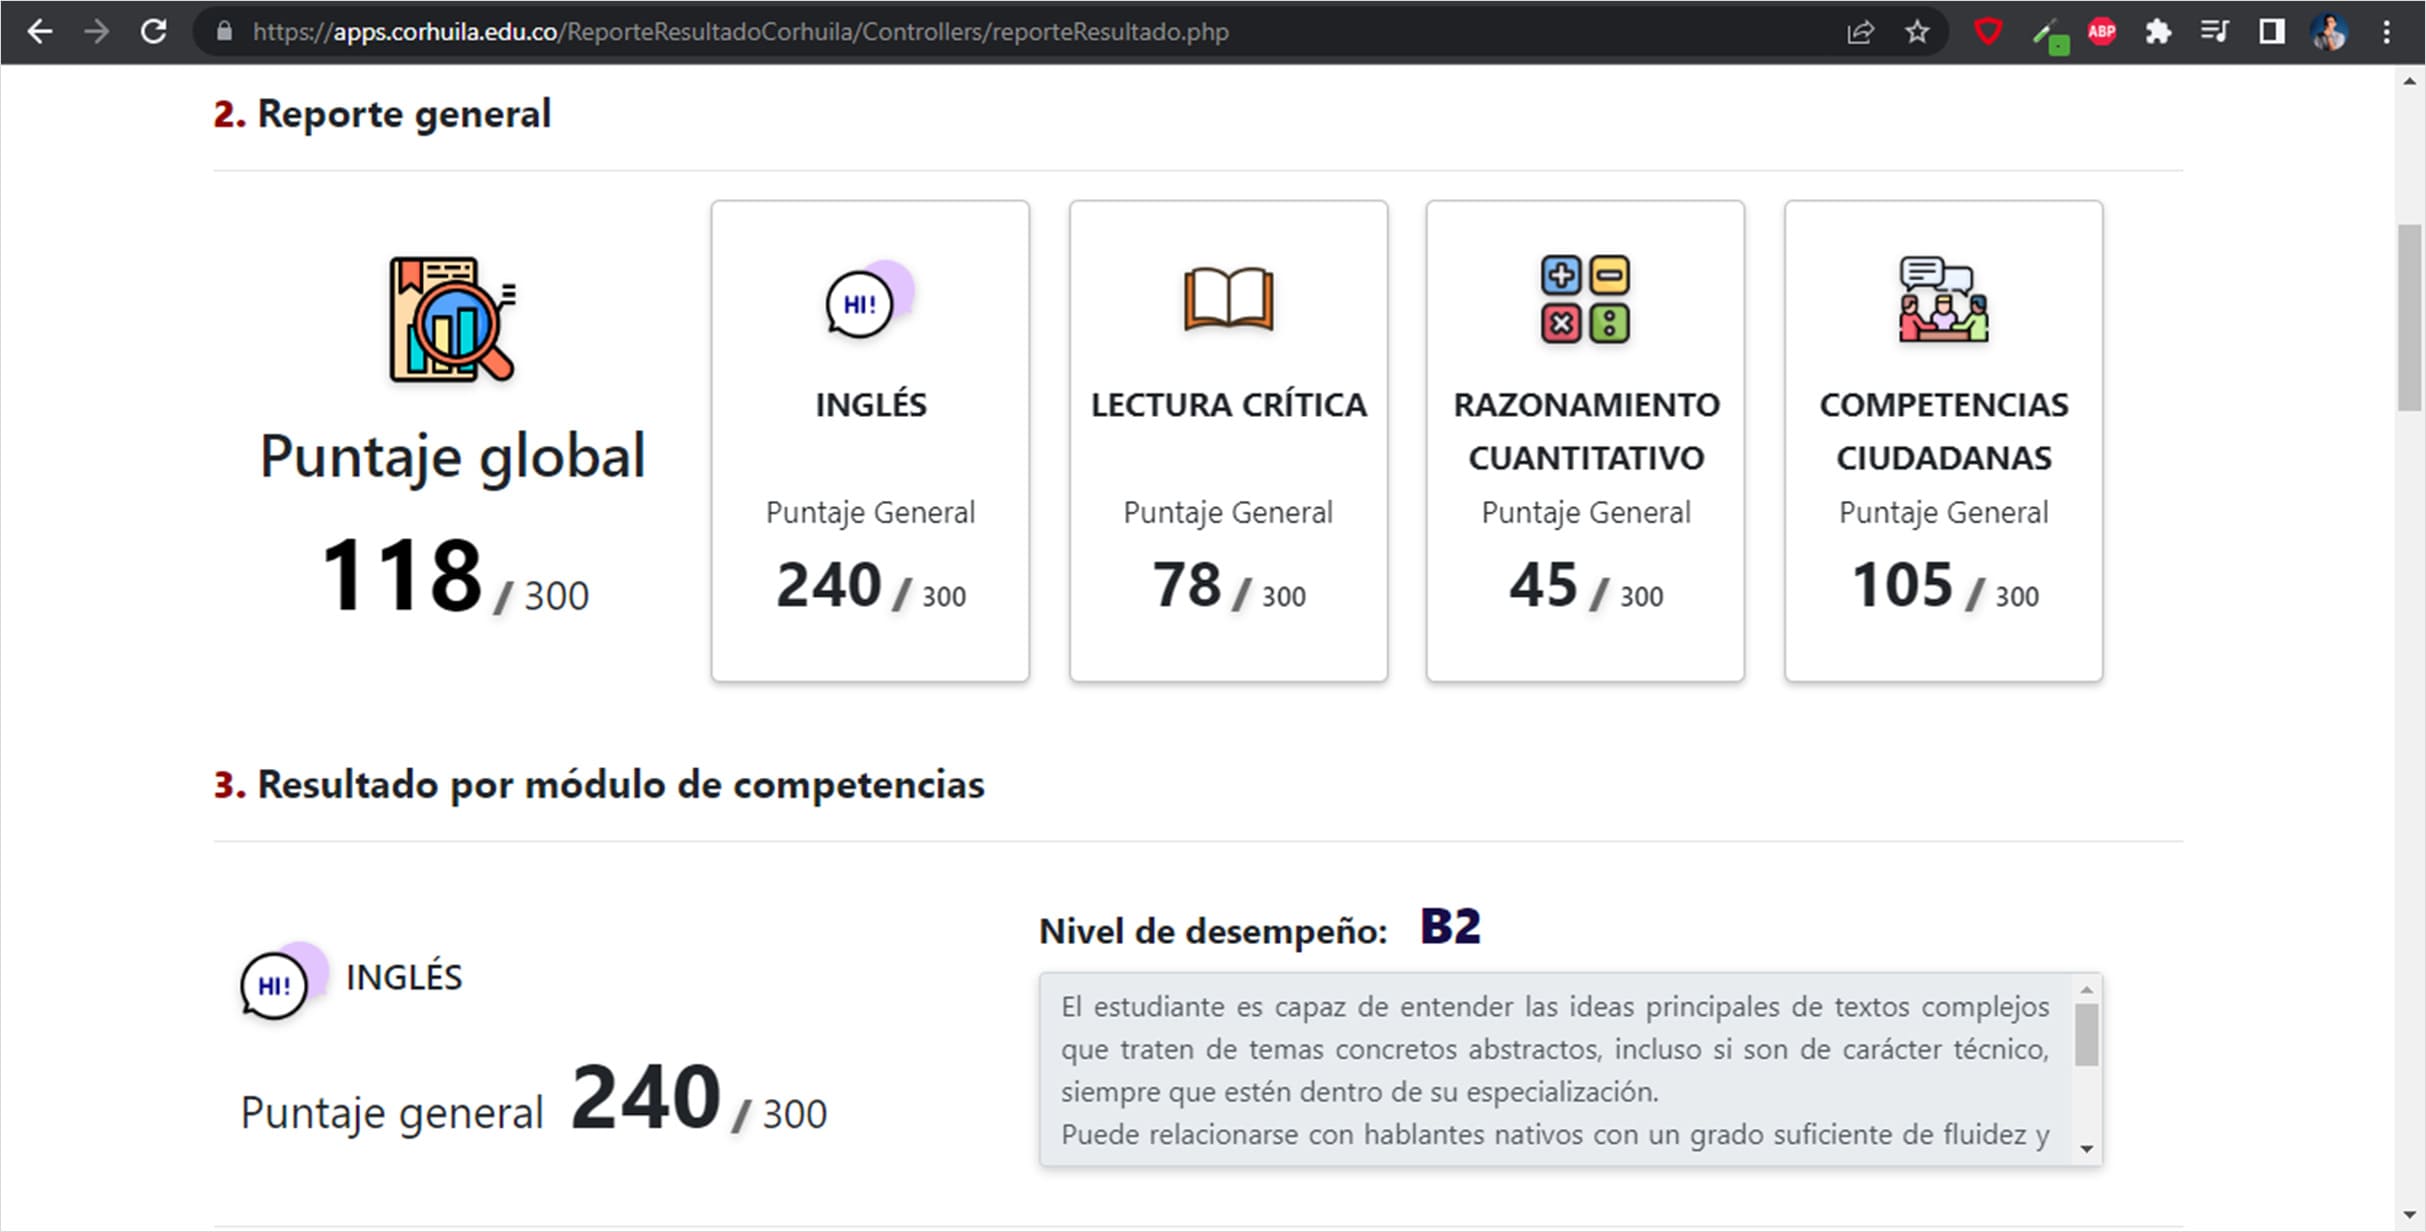 https://apps.corhuila.edu.co/ReporteResultadoCorhuila/Controllers/reporteResultado.php
ABP
2. Reporte general
Puntaje global
118 / 300
HI!
INGLÉS
Puntaje General
240 / 300
LECTURA CRÍTICA
Puntaje General
78 / 300
RAZONAMIENTO
CUANTITATIVO
Puntaje General
45 / 300
COMPETENCIAS
CIUDADANAS
Puntaje General
105 / 300
3. Resultado por módulo de competencias
HI!
INGLÉS
Puntaje general 240 / 300
Nivel de desempeño: B2
El estudiante es capaz de entender las ideas principales de textos complejos
que traten de temas concretos abstractos, incluso si son de carácter técnico,
siempre que estén dentro de su especialización.
Puede relacionarse con hablantes nativos con un grado suficiente de fluidez y